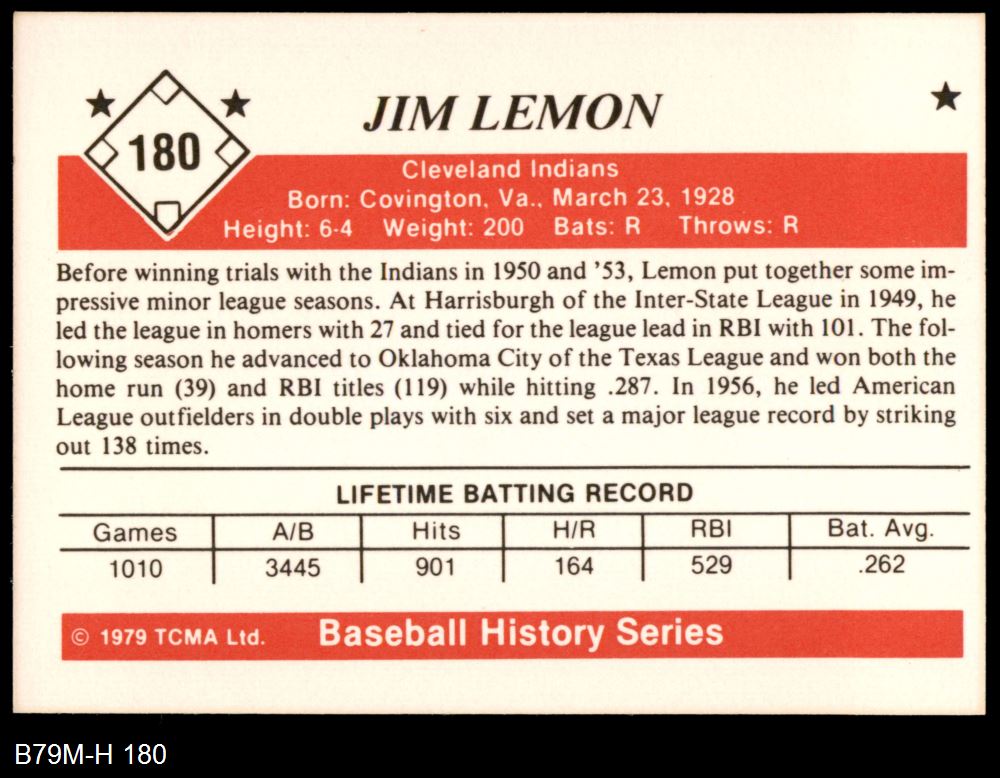 180
JIM LEMON
Cleveland Indians
Born: Covington, Va., March 23, 1928
Height: 6-4 Weight: 200 Bats: R Throws: R
Before winning trials with the Indians in 1950 and ’53, Lemon put together some im-
pressive minor league seasons. At Harrisburgh of the Inter-State League in 1949, he
led the league in homers with 27 and tied for the league lead in RBI with 101. The fol-
lowing season he advanced to Oklahoma City of the Texas League and won both the
home run (39) and RBI titles (119) while hitting .287. In 1956, he led American
League outfielders in double plays with six and set a major league record by striking
out 138 times.
LIFETIME BATTING RECORD
Games A/B Hits H/R RBI Bat. Avg.
1010 3445 901 164 529 .262
© 1979 TCMA Ltd. Baseball History Series
B79M-H 180